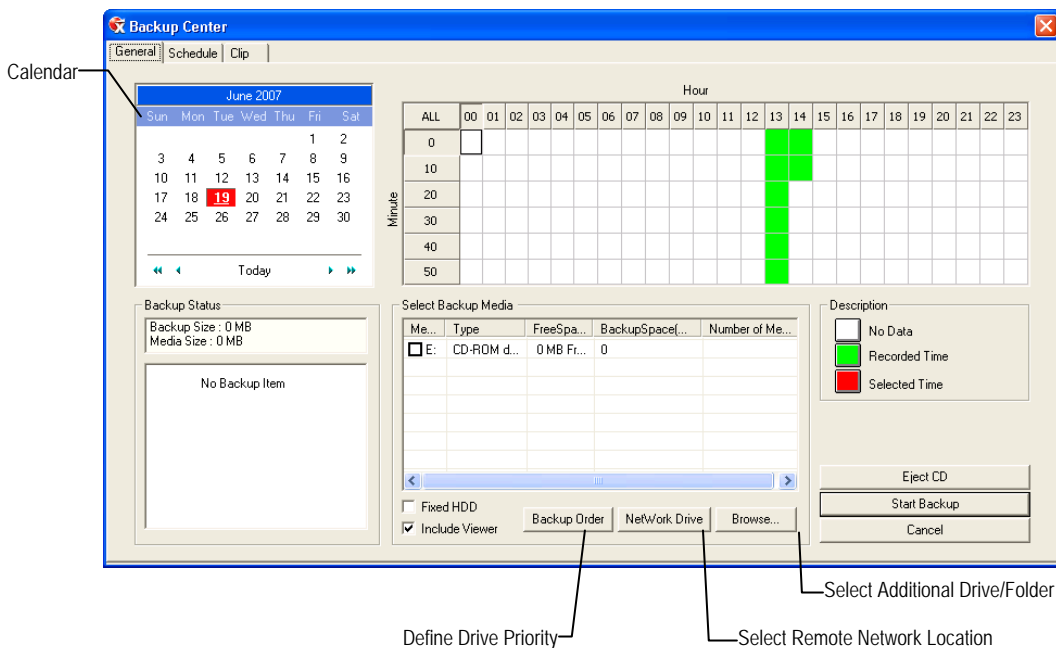 Backup Center
General Schedule Clip
Calendar
June 2007
Sun Mon Tue Wed Thu Fri Sat
1 2
3 4 5 6 7 8 9
10 11 12 13 14 15 16
17 18 19 20 21 22 23
24 25 26 27 28 29 30
Today
Hour
ALL 00 01 02 03 04 05 06 07 08 09 10 11 12 13 14 15 16 17 18 19 20 21 22 23
Minute
0
10
20
30
40
50
Backup Status
Backup Size : 0 MB
Media Size : 0 MB
No Backup Item
Select Backup Media
Me... Type FreeSpa... BackupSpace(... Number of Me...
E: CD-ROM d... 0 MB Fr... 0
Fixed HDD
Include Viewer
Backup Order NetWork Drive Browse...
Description
No Data
Recorded Time
Selected Time
Eject CD
Start Backup
Cancel
Select Additional Drive/Folder
Define Drive Priority
Select Remote Network Location